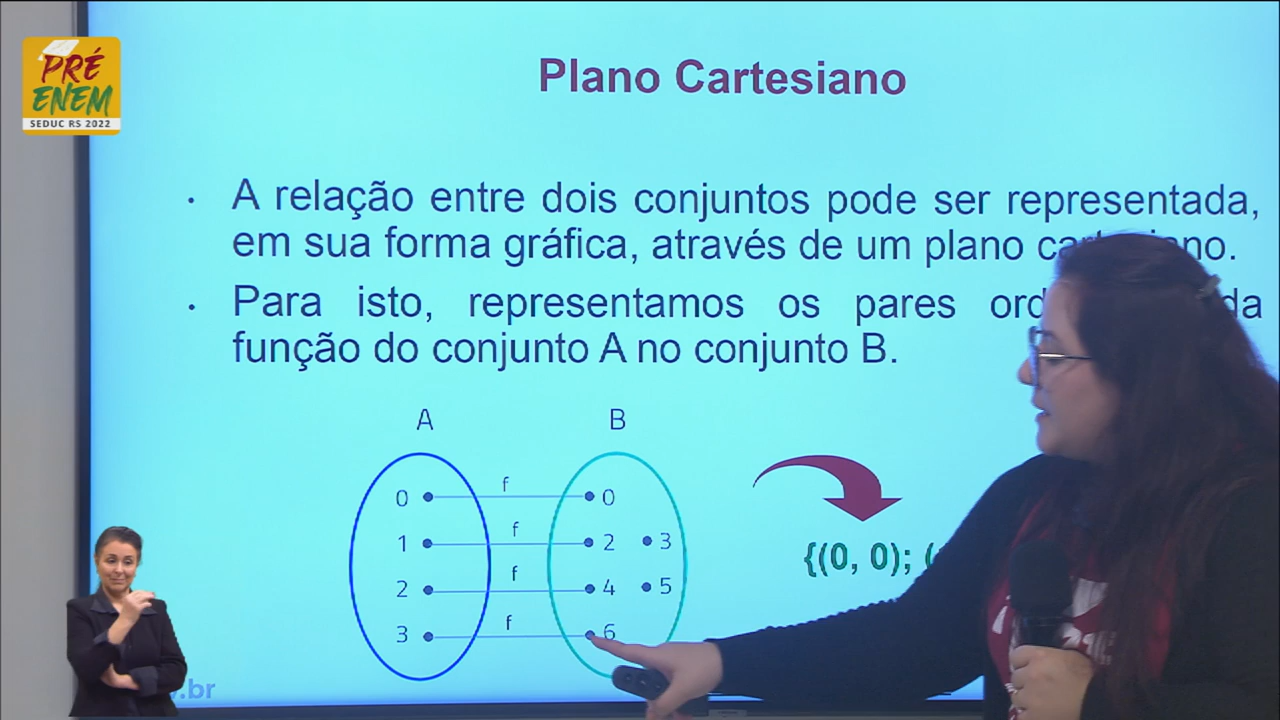 PRÉ
ENEM
SEDUC RS 2022
Plano Cartesiano
• A relação entre dois conjuntos pode ser representada,
em sua forma gráfica, através de um plano
• Para isto, representamos os pares da
função do conjunto A no conjunto B.
A B
f
0 0
f
1 2 3
f
2 4 5
f
3 6
{(0, 0); (
.br